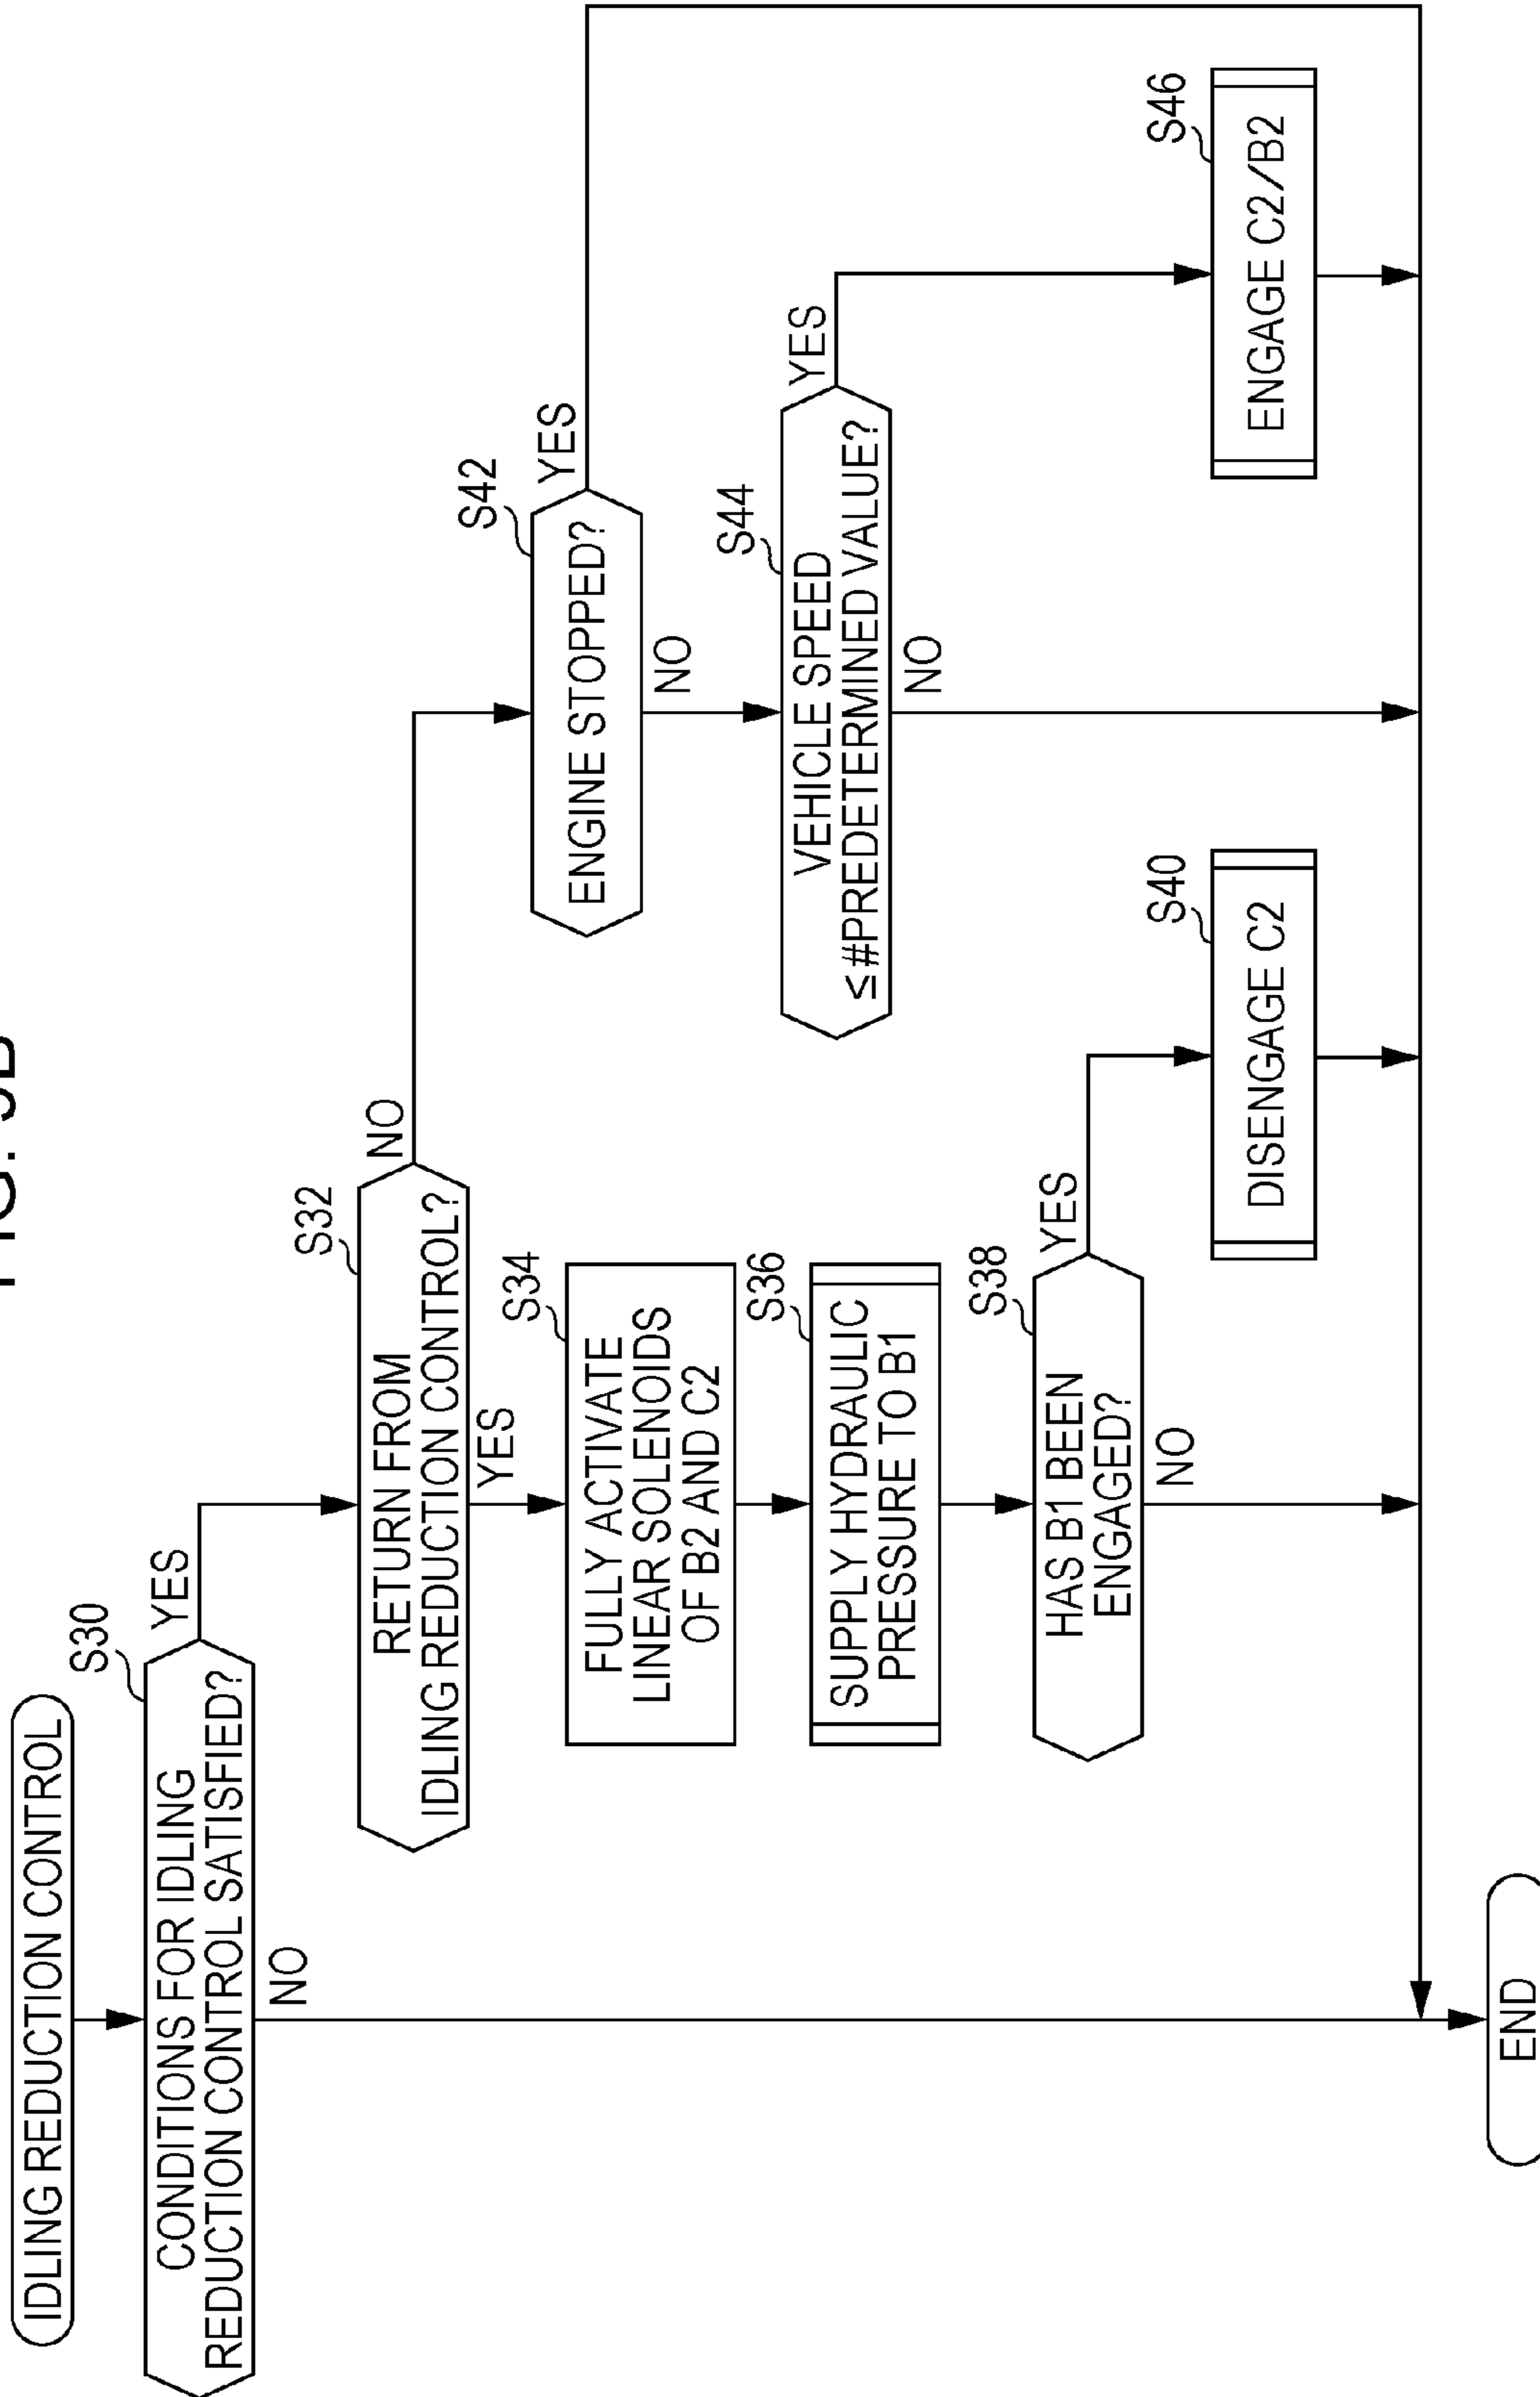 IDLING REDUCTION CONTROL
S30
CONDITIONS FOR IDLING
REDUCTION CONTROL SATISFIED?
YES
NO
S32
RETURN FROM
IDLING REDUCTION CONTROL?
NO
YES
S34
FULLY ACTIVATE
LINEAR SOLENOIDS
OF B2 AND C2
S36
SUPPLY HYDRAULIC
PRESSURE TO B1
S38
HAS B1 BEEN
ENGAGED?
YES
NO
S40
DISENGAGE C2
S42
ENGINE STOPPED?
YES
NO
S44
VEHICLE SPEED
≤#PREDETERMINED VALUE?
YES
NO
S46
ENGAGE C2/B2
END